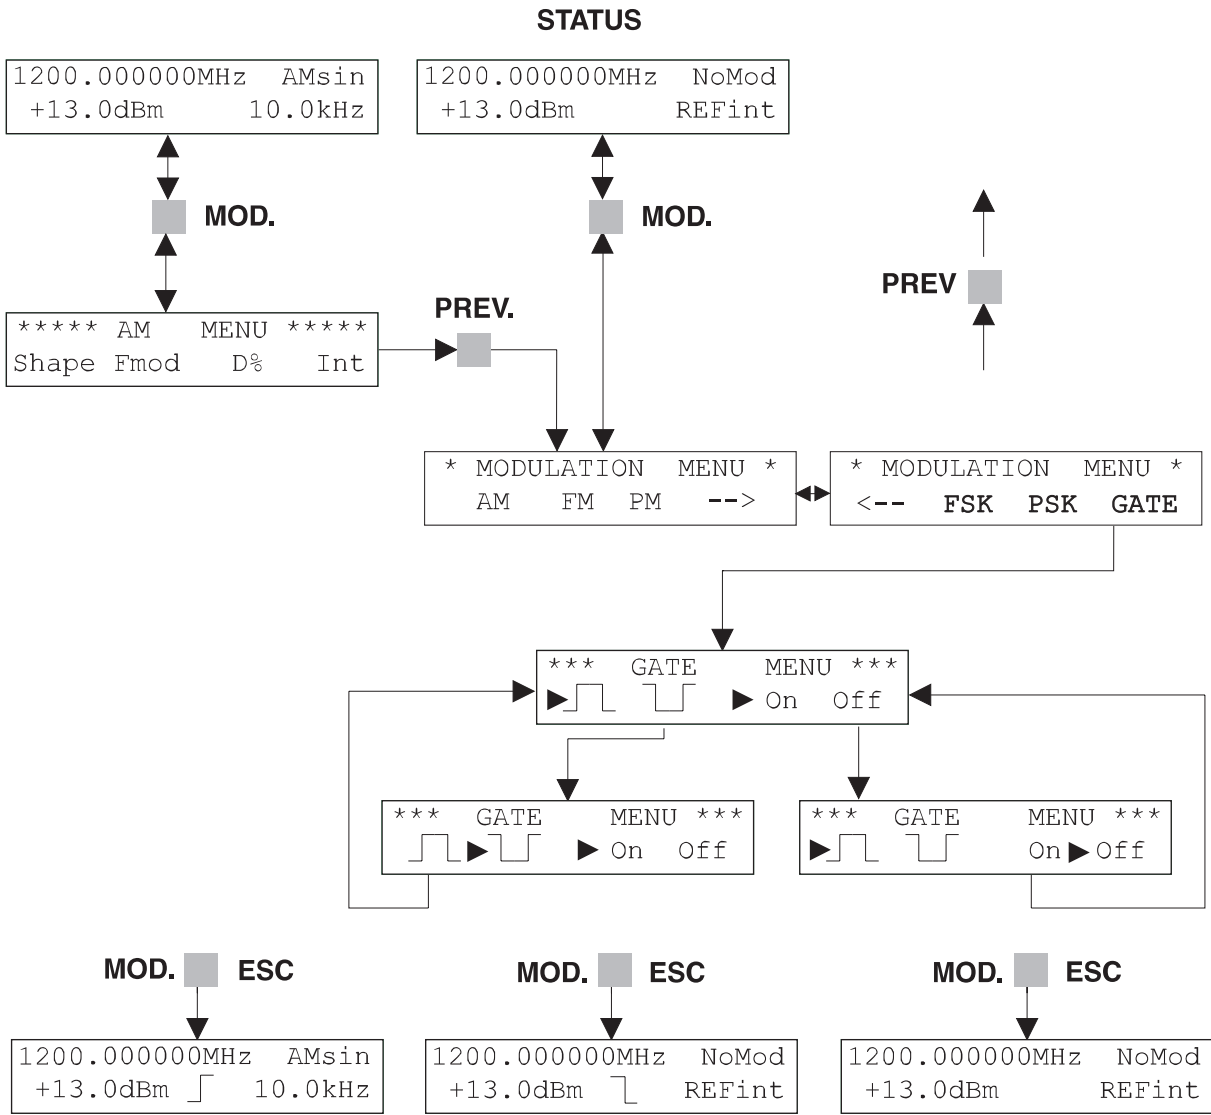 STATUS
1200.000000MHz AMsin
+13.0dBm 10.0kHz
1200.000000MHz NoMod
+13.0dBm REFint
MOD.
MOD.
PREV
PREV.
***** AM MENU *****
Shape Fmod D% Int
* MODULATION MENU *
AM FM PM -->
* MODULATION MENU *
<-- FSK PSK GATE
*** GATE MENU ***
On Off
*** GATE MENU ***
On Off
*** GATE MENU ***
On Off
MOD. ESC
MOD. ESC
MOD. ESC
1200.000000MHz AMsin
+13.0dBm 10.0kHz
1200.000000MHz NoMod
+13.0dBm REFint
1200.000000MHz NoMod
+13.0dBm REFint